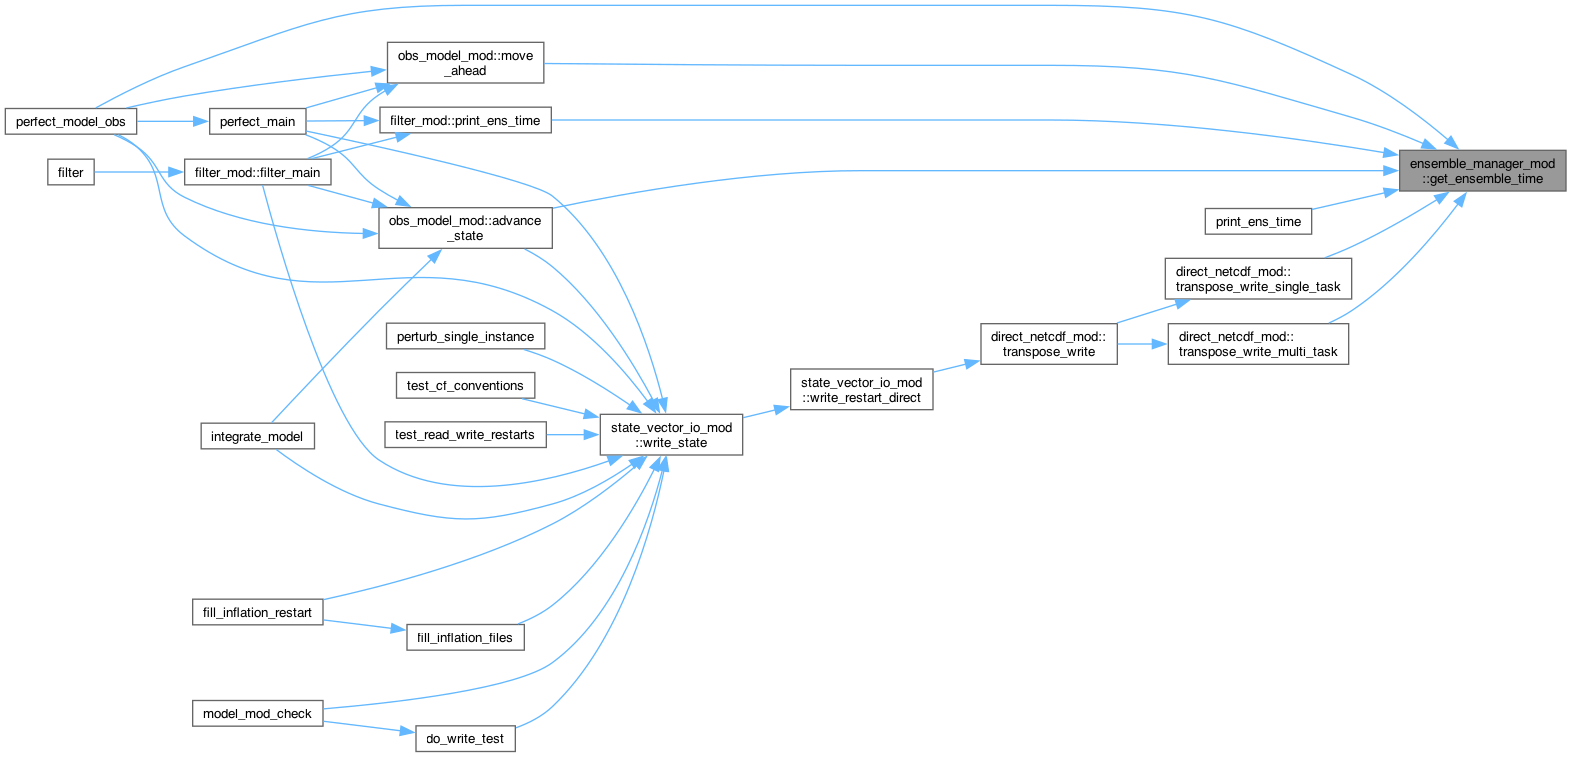 obs_model_mod::move
_ahead
perfect_model_obs
perfect_main
filter_mod::print_ens_time
filter
filter_mod::filter_main
ensemble_manager_mod
::get_ensemble_time
obs_model_mod::advance
_state
print_ens_time
direct_netcdf_mod::
transpose_write_single_task
perturb_single_instance
direct_netcdf_mod::
transpose_write
direct_netcdf_mod::
transpose_write_multi_task
test_cf_conventions
state_vector_io_mod
::write_restart_direct
integrate_model
test_read_write_restarts
state_vector_io_mod
::write_state
fill_inflation_restart
fill_inflation_files
model_mod_check
do_write_test